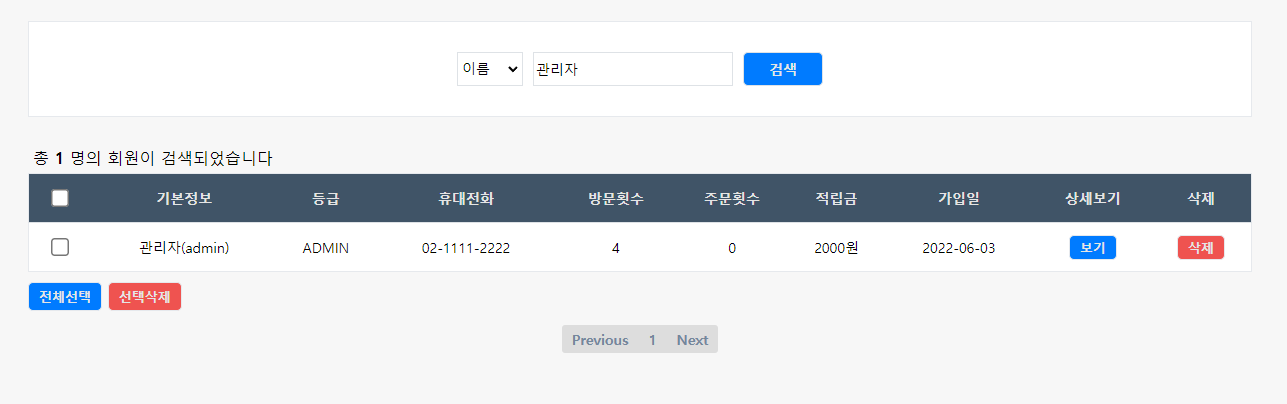 이름 관리자 검색
총 1 명의 회원이 검색되었습니다
기본정보 등급 휴대전화 방문횟수 주문횟수 적립금 가입일 상세보기 삭제
관리자(admin) ADMIN 02-1111-2222 4 0 2000원 2022-06-03 보기 삭제
전체선택 선택삭제
Previous 1 Next